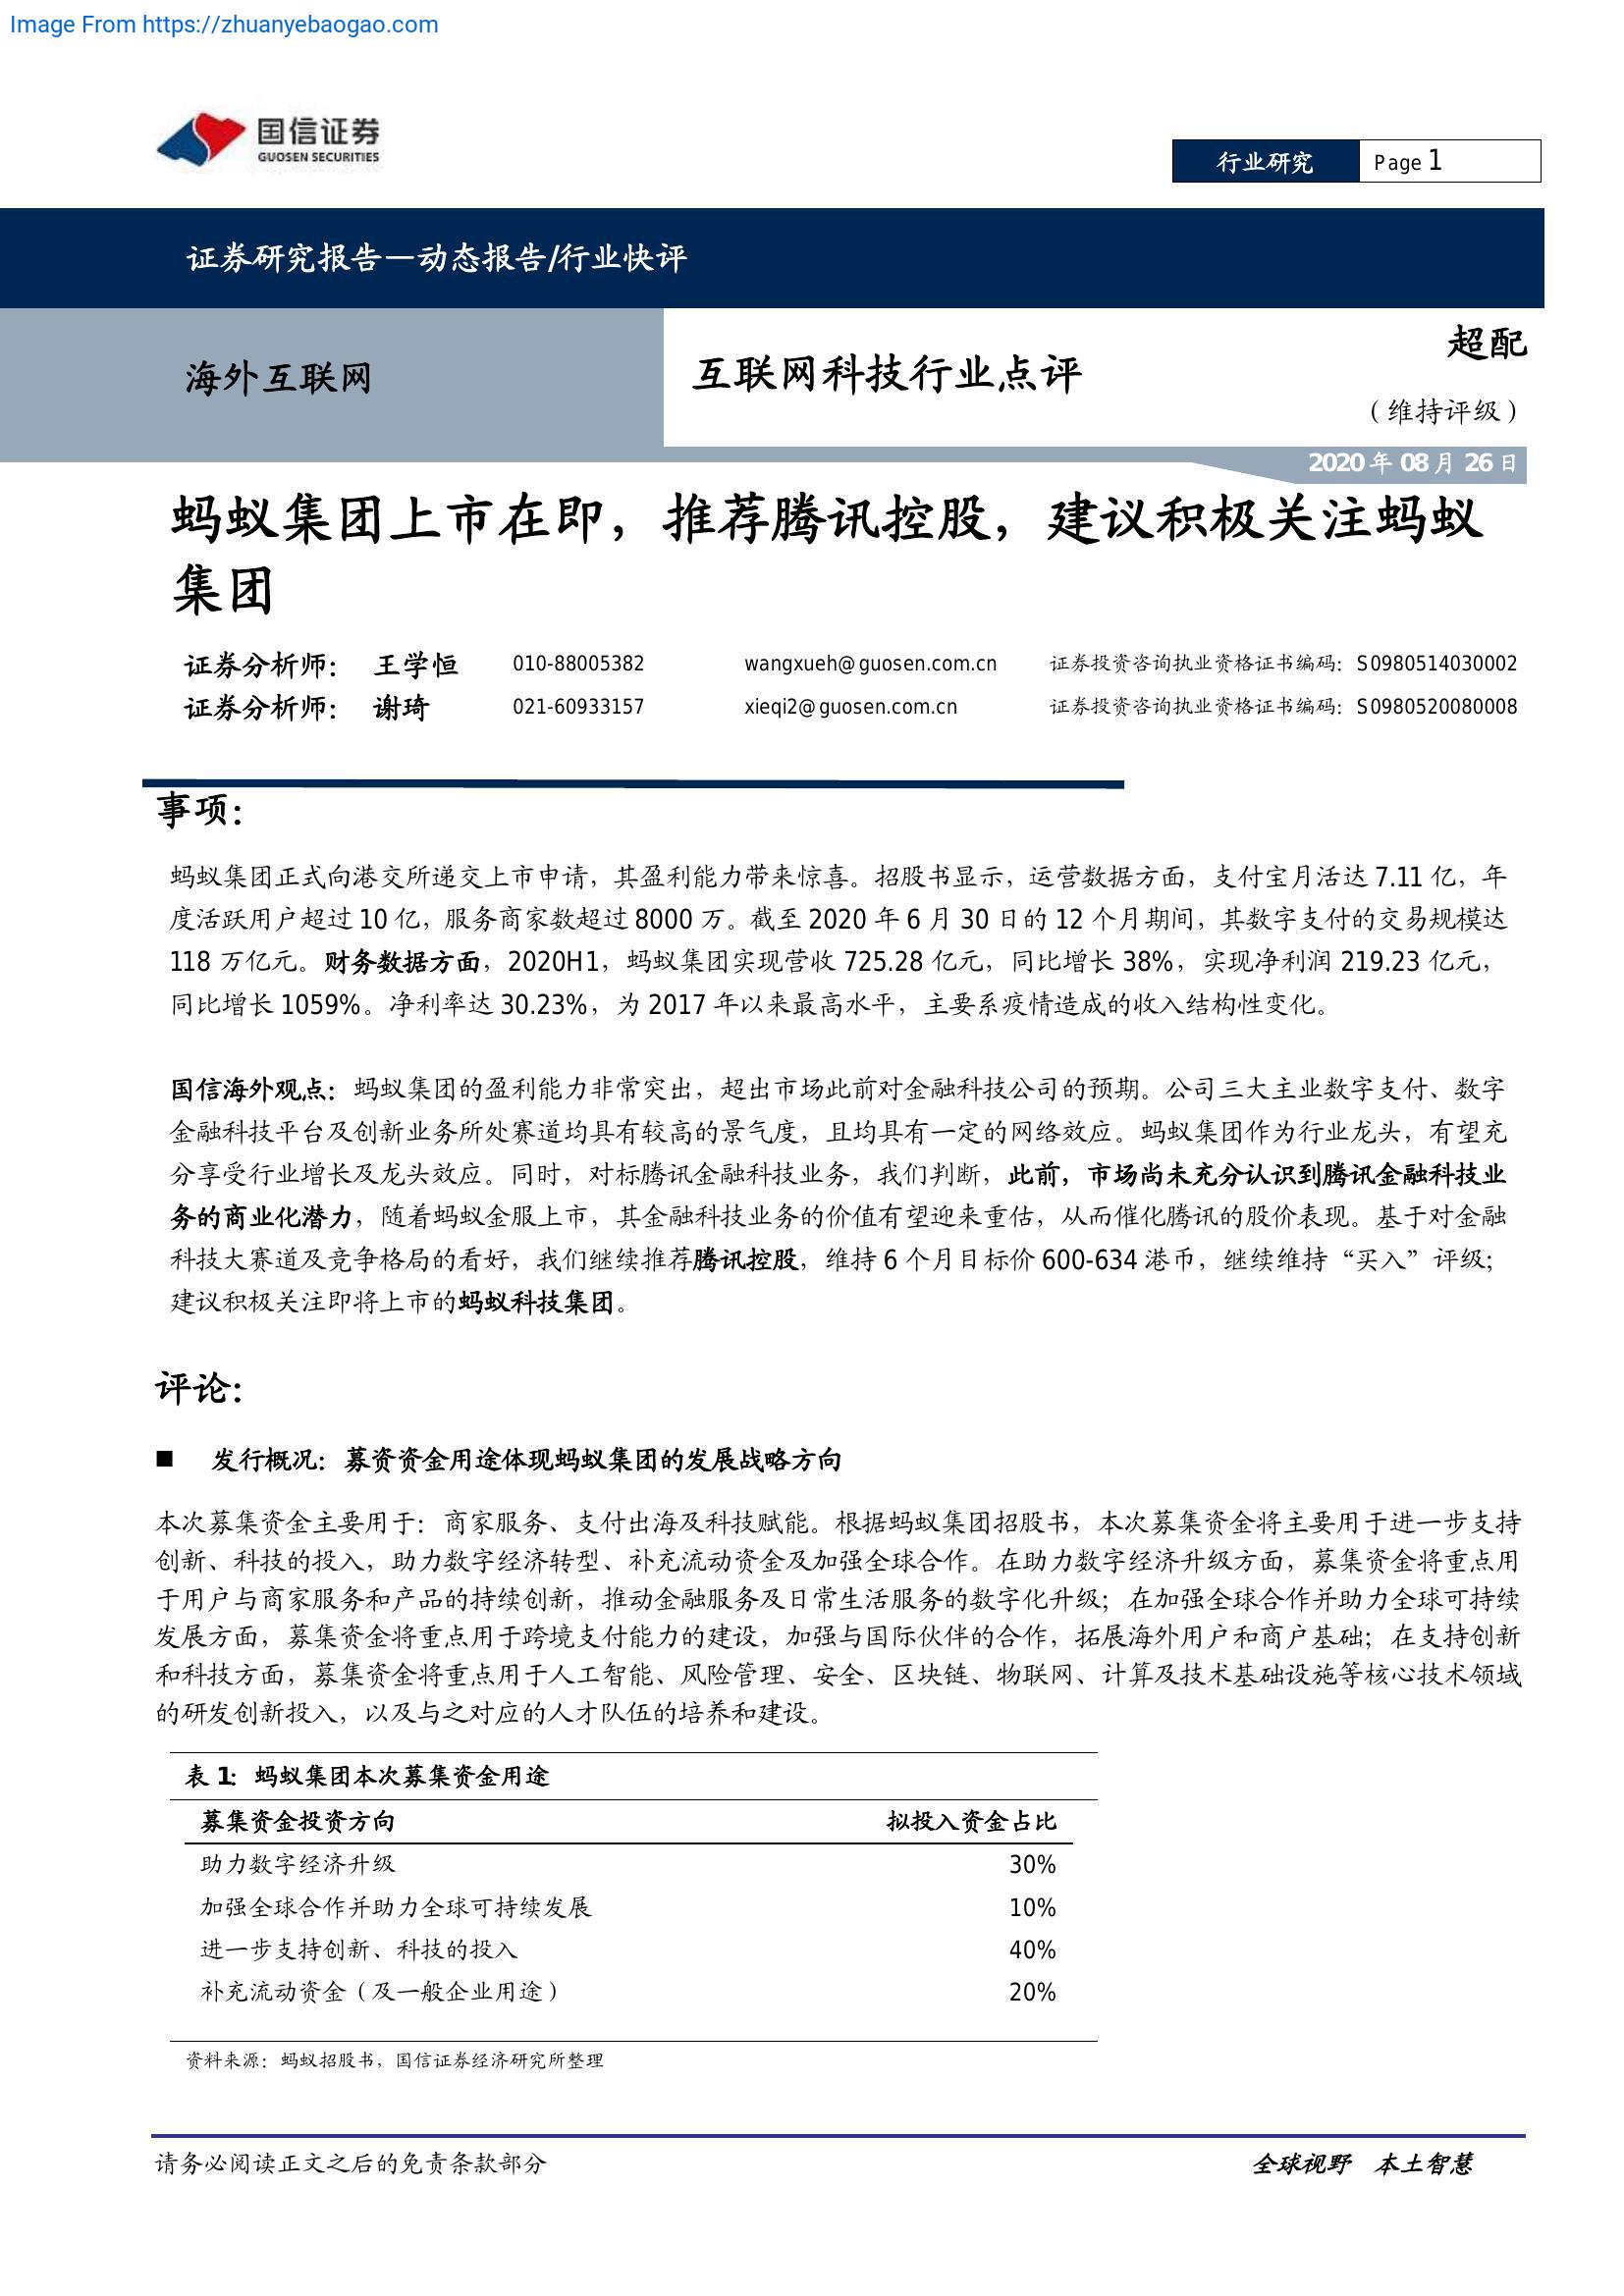 Image From https://zhuanyebaogao.com
国信证券
GUOSEN SECURITIES
行业研究 Page 1
证券研究报告—动态报告/行业快评
海外互联网
互联网科技行业点评
超配
（维持评级）
2020 年 08 月 26 日
蚂蚁集团上市在即，推荐腾讯控股，建议积极关注蚂蚁
集团
证券分析师： 王学恒 010-88005382 wangxueh@guosen.com.cn 证券投资咨询执业资格证书编码：S0980514030002
证券分析师： 谢琦 021-60933157 xieqi2@guosen.com.cn 证券投资咨询执业资格证书编码：S0980520080008
事项：
蚂蚁集团正式向港交所递交上市申请，其盈利能力带来惊喜。招股书显示，运营数据方面，支付宝月活达 7.11 亿，年
度活跃用户超过 10 亿，服务商家数超过 8000 万。截至 2020 年 6 月 30 日的 12 个月期间，其数字支付的交易规模达
118 万亿元。财务数据方面，2020H1，蚂蚁集团实现营收 725.28 亿元，同比增长 38%，实现净利润 219.23 亿元，
同比增长 1059%。净利率达 30.23%，为 2017 年以来最高水平，主要系疫情造成的收入结构性变化。
国信海外观点：蚂蚁集团的盈利能力非常突出，超出市场此前对金融科技公司的预期。公司三大主业数字支付、数字
金融科技平台及创新业务所处赛道均具有较高的景气度，且均具有一定的网络效应。蚂蚁集团作为行业龙头，有望充
分享受行业增长及龙头效应。同时，对标腾讯金融科技业务，我们判断，此前，市场尚未充分认识到腾讯金融科技业
务的商业化潜力，随着蚂蚁金服上市，其金融科技业务的价值有望迎来重估，从而催化腾讯的股价表现。基于对金融
科技大赛道及竞争格局的看好，我们继续推荐腾讯控股，维持 6 个月目标价 600-634 港币，继续维持“买入”评级；
建议积极关注即将上市的蚂蚁科技集团。
评论：
■ 发行概况：募资资金用途体现蚂蚁集团的发展战略方向
本次募集资金主要用于：商家服务、支付出海及科技赋能。根据蚂蚁集团招股书，本次募集资金将主要用于进一步支持
创新、科技的投入，助力数字经济转型、补充流动资金及加强全球合作。在助力数字经济升级方面，募集资金将重点用
于用户与商家服务和产品的持续创新，推动金融服务及日常生活服务的数字化升级；在加强全球合作并助力全球可持续
发展方面，募集资金将重点用于跨境支付能力的建设，加强与国际伙伴的合作，拓展海外用户和商户基础；在支持创新
和科技方面，募集资金将重点用于人工智能、风险管理、安全、区块链、物联网、计算及技术基础设施等核心技术领域
的研发创新投入，以及与之对应的人才队伍的培养和建设。
表 1：蚂蚁集团本次募集资金用途
募集资金投资方向 拟投入资金占比
助力数字经济升级 30%
加强全球合作并助力全球可持续发展 10%
进一步支持创新、科技的投入 40%
补充流动资金（及一般企业用途） 20%
资料来源：蚂蚁招股书，国信证券经济研究所整理
请务必阅读正文之后的免责条款部分
全球视野 本土智慧